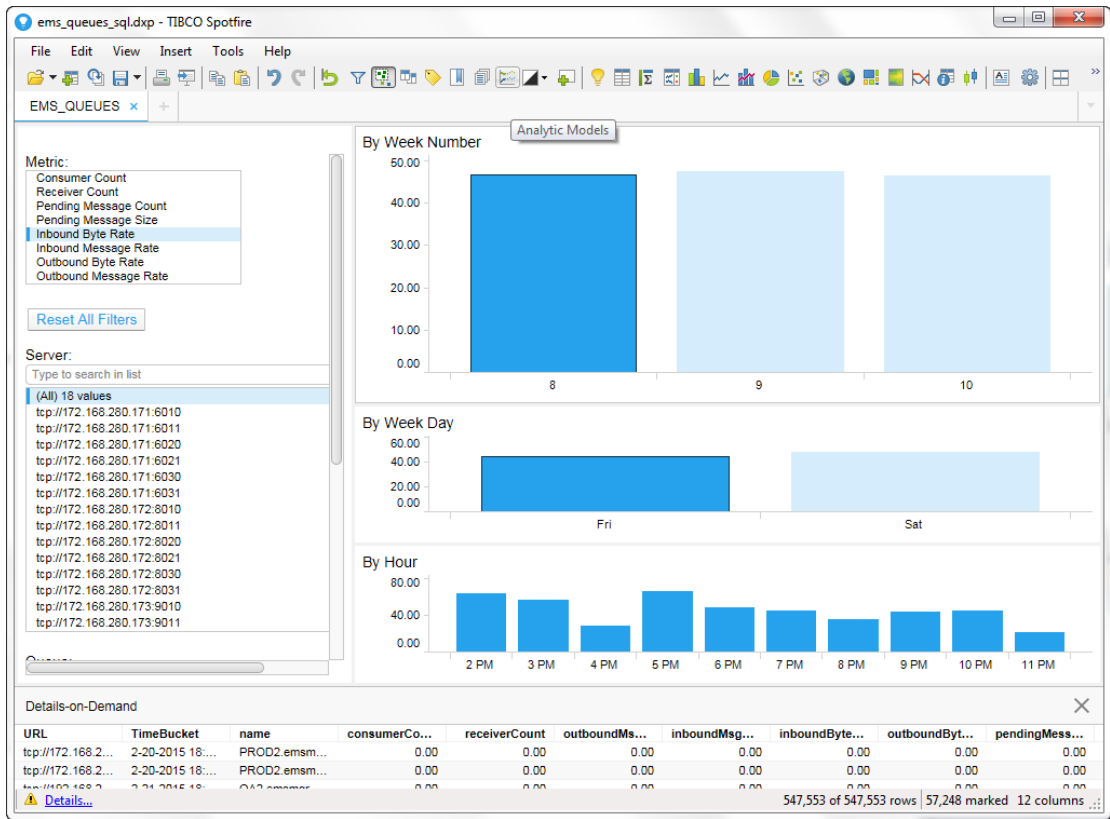 ems_queues_sql.dxp - TIBCO Spotfire
File Edit View Insert Tools Help
EMS_QUEUES
Analytic Models
Metric:
Consumer Count
Receiver Count
Pending Message Count
Pending Message Size
Inbound Byte Rate
Inbound Message Rate
Outbound Byte Rate
Outbound Message Rate
Reset All Filters
Server:
Type to search in list
(All) 18 values
tcp://172.168.280.171:6010
tcp://172.168.280.171:6011
tcp://172.168.280.171:6020
tcp://172.168.280.171:6021
tcp://172.168.280.171:6030
tcp://172.168.280.171:6031
tcp://172.168.280.172:8010
tcp://172.168.280.172:8011
tcp://172.168.280.172:8020
tcp://172.168.280.172:8021
tcp://172.168.280.172:8030
tcp://172.168.280.172:8031
tcp://172.168.280.173:9010
tcp://172.168.280.173:9011
By Week Number
50.00
40.00
30.00
20.00
10.00
0.00
8 9 10
By Week Day
60.00
40.00
20.00
0.00
Fri Sat
By Hour
80.00
40.00
0.00
2 PM 3 PM 4 PM 5 PM 6 PM 7 PM 8 PM 9 PM 10 PM 11 PM
Details-on-Demand
URL TimeBucket name consumerCo... receiverCount outboundMs... inboundMsg... inboundByte... outboundByt... pendingMess...
tcp://172.168.2... 2-20-2015 18:... PROD2.emsm... 0.00 0.00 0.00 0.00 0.00 0.00 0.00
tcp://172.168.2... 2-20-2015 18:... PROD2.emsm... 0.00 0.00 0.00 0.00 0.00 0.00 0.00
Details...
547,553 of 547,553 rows 57,248 marked 12 columns